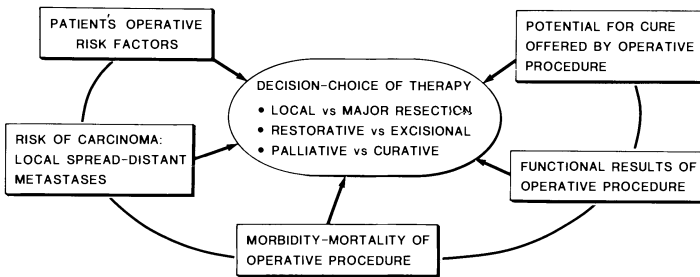 PATIENT'S OPERATIVE
RISK FACTORS
POTENTIAL FOR CURE
OFFERED BY OPERATIVE
PROCEDURE
DECISION-CHOICE OF THERAPY
• LOCAL vs MAJOR RESECTION
• RESTORATIVE vs EXCISIONAL
• PALLIATIVE vs CURATIVE
RISK OF CARCINOMA:
LOCAL SPREAD-DISTANT
METASTASES
FUNCTIONAL RESULTS OF
OPERATIVE PROCEDURE
MORBIDITY-MORTALITY OF
OPERATIVE PROCEDURE